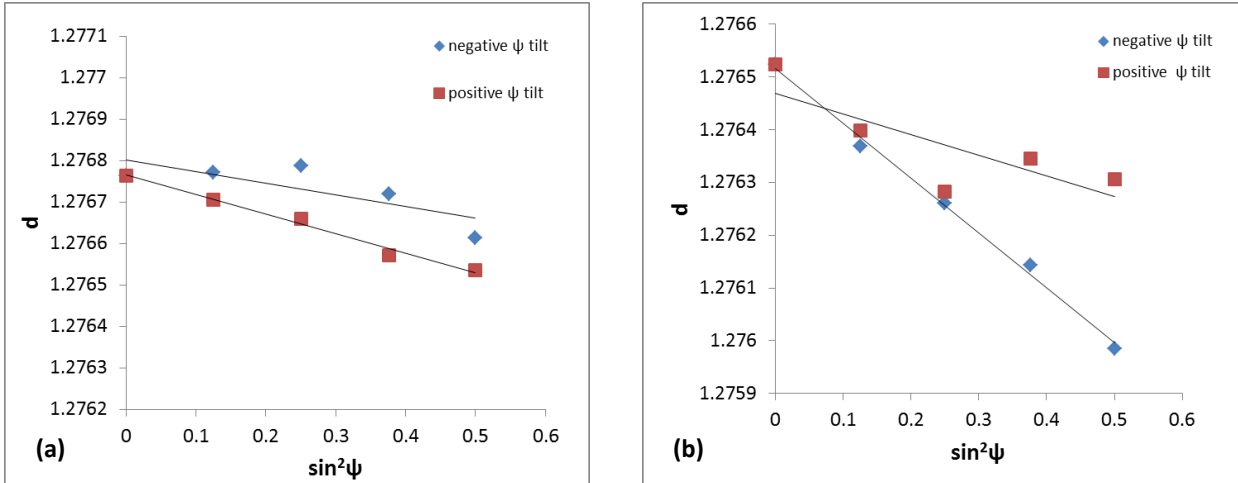 1.2771
1.277
1.2769
1.2768
1.2767
1.2766
1.2765
1.2764
1.2763
1.2762
d
0 0.1 0.2 0.3 0.4 0.5 0.6
sin²ψ
(a)
negative ψ tilt
positive ψ tilt
1.2766
1.2765
1.2764
1.2763
1.2762
1.2761
1.276
1.2759
d
0 0.1 0.2 0.3 0.4 0.5 0.6
sin²ψ
(b)
negative ψ tilt
positive ψ tilt